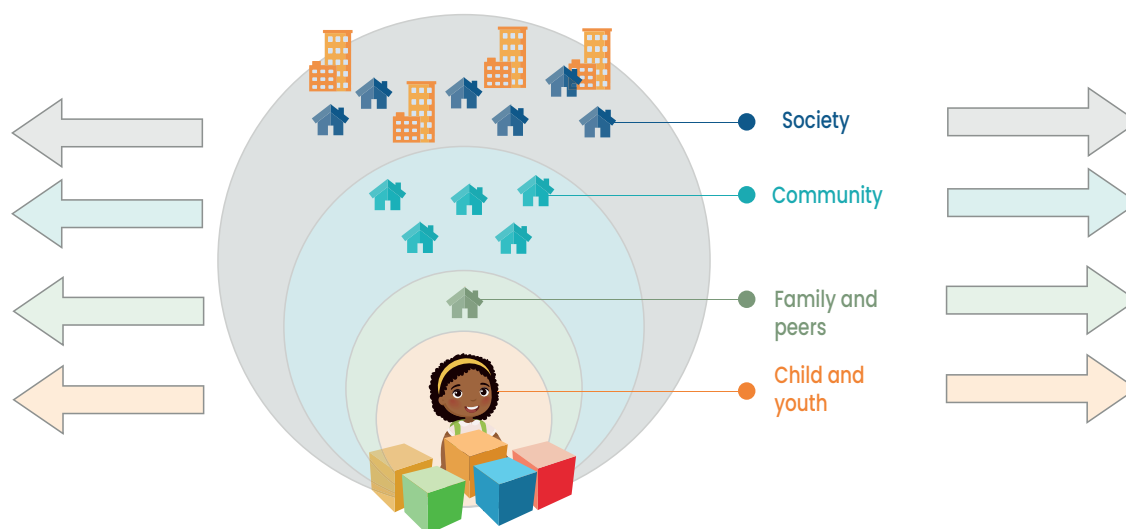 Society
Community
Family and
peers
Child and
youth